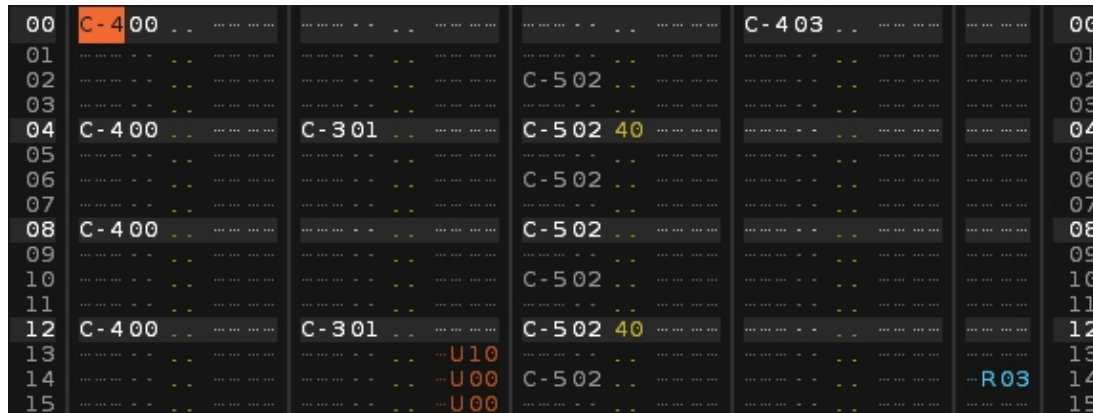 00 C-400 .. C-403 .. 00
01 01
02 C-502 .. 02
03 03
04 C-400 .. C-301 .. C-502 40 04
05 05
06 C-502 .. 06
07 07
08 C-400 .. C-502 .. 08
09 09
10 C-502 .. 10
11 11
12 C-400 .. C-301 .. C-502 40 12
13 U10 13
14 U00 C-502 .. R03 14
15 U00 15